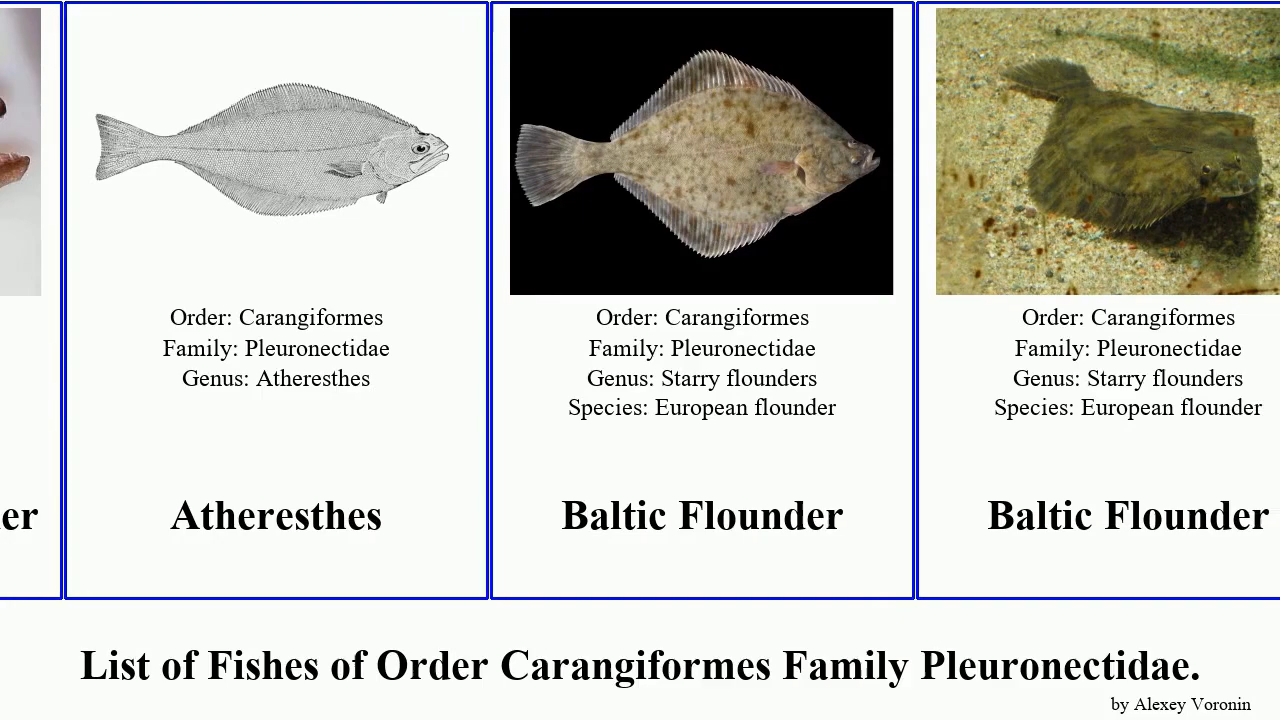 Order: Carangiformes
Family: Pleuronectidae
Genus: Atheresthes
Atheresthes
Order: Carangiformes
Family: Pleuronectidae
Genus: Starry flounders
Species: European flounder
Baltic Flounder
Order: Carangiformes
Family: Pleuronectidae
Genus: Starry flounders
Species: European flounder
Baltic Flounder
er
List of Fishes of Order Carangiformes Family Pleuronectidae.
by Alexey Voronin